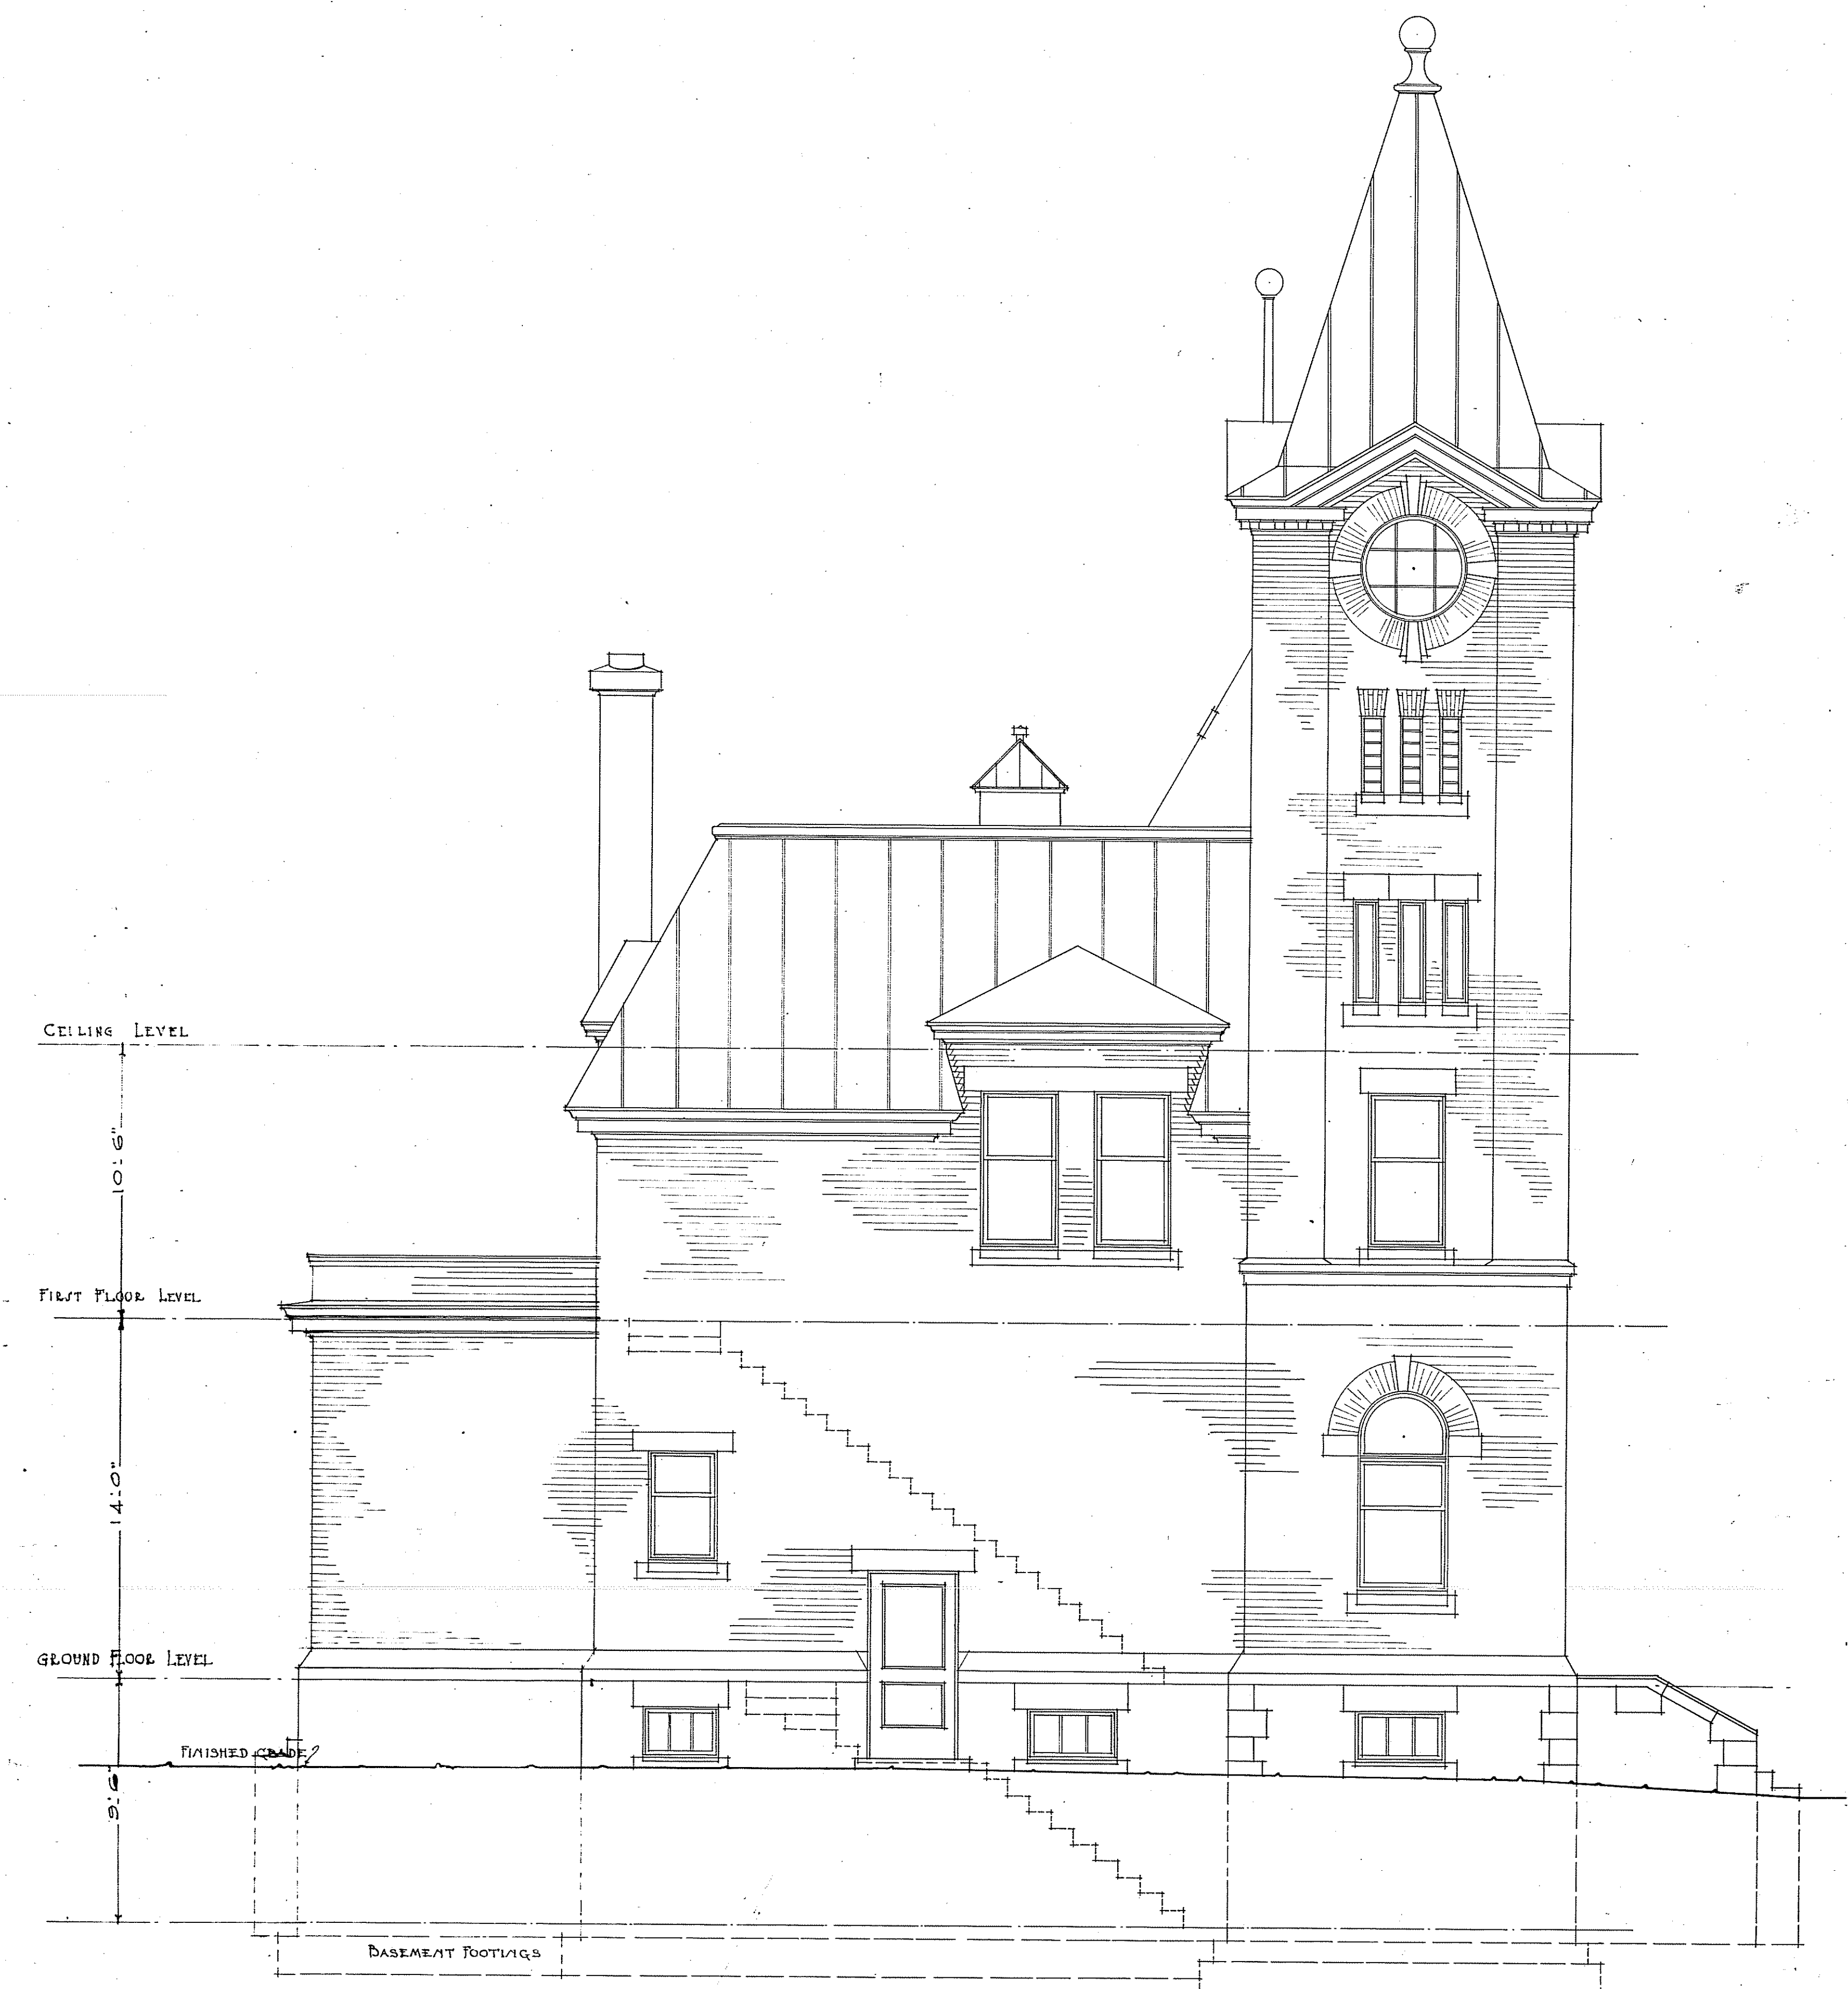 CEILING LEVEL
10'.6"
FIRST FLOOR LEVEL
14'.0"
GROUND FLOOR LEVEL
FINISHED GRADE
9'.6"
BASEMENT FOOTINGS